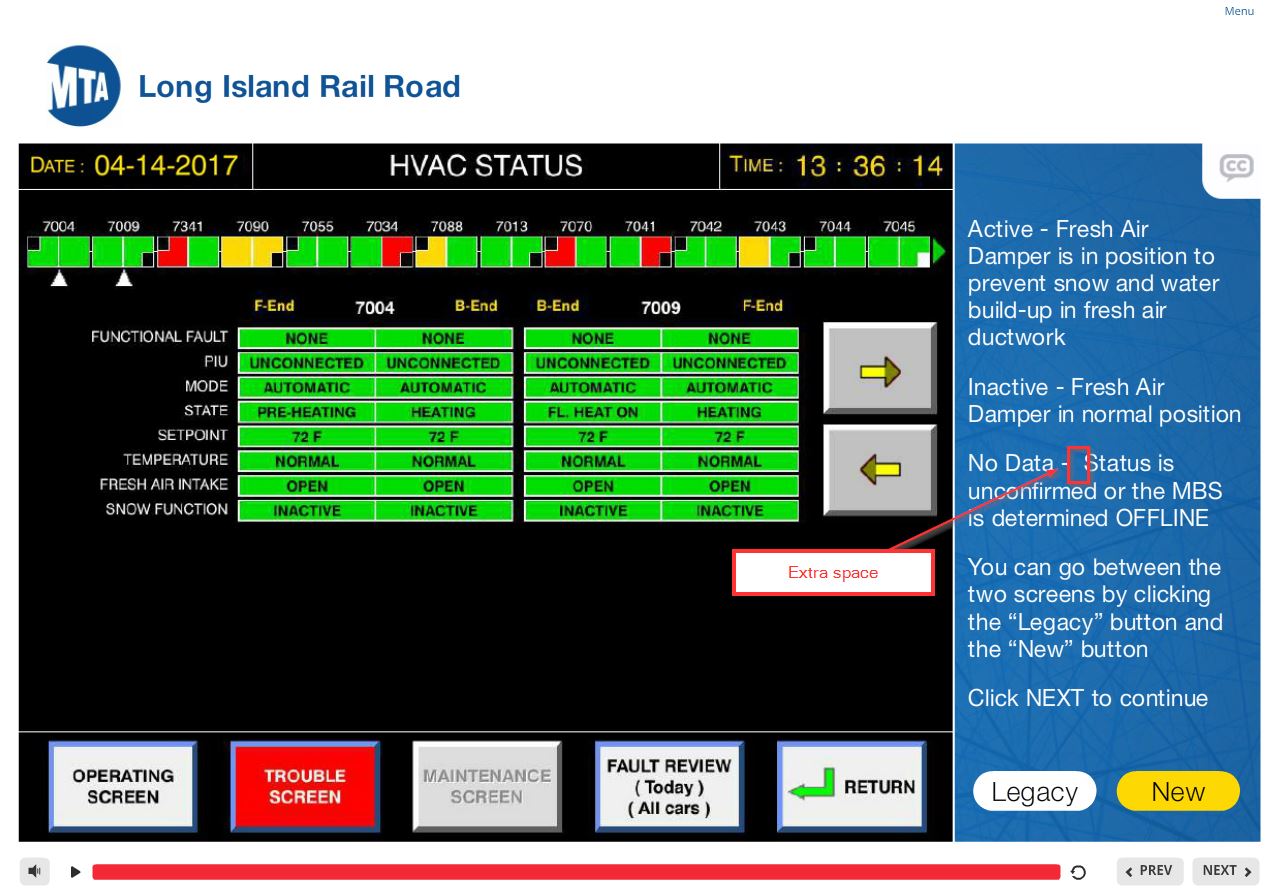 Menu
MTA Long Island Rail Road
DATE : 04-14-2017 HVAC STATUS TIME : 13 : 36 : 14
CC
7004 7009 7341 7090 7055 7034 7088 7013 7070 7041 7042 7043 7044 7045
F-End 7004 B-End B-End 7009 F-End
FUNCTIONAL FAULT NONE NONE NONE NONE
PIU UNCONNECTED UNCONNECTED UNCONNECTED UNCONNECTED
MODE AUTOMATIC AUTOMATIC AUTOMATIC AUTOMATIC
STATE PRE-HEATING HEATING FL. HEAT ON HEATING
SETPOINT 72 F 72 F 72 F 72 F
TEMPERATURE NORMAL NORMAL NORMAL NORMAL
FRESH AIR INTAKE OPEN OPEN OPEN OPEN
SNOW FUNCTION INACTIVE INACTIVE INACTIVE INACTIVE
Extra space
OPERATING
SCREEN
TROUBLE
SCREEN
MAINTENANCE
SCREEN
FAULT REVIEW
( Today )
( All cars )
RETURN
Active - Fresh Air
Damper is in position to
prevent snow and water
build-up in fresh air
ductwork
Inactive - Fresh Air
Damper in normal position
No Data -  Status is
unconfirmed or the MBS
is determined OFFLINE
You can go between the
two screens by clicking
the “Legacy” button and
the “New” button
Click NEXT to continue
Legacy New
PREV NEXT